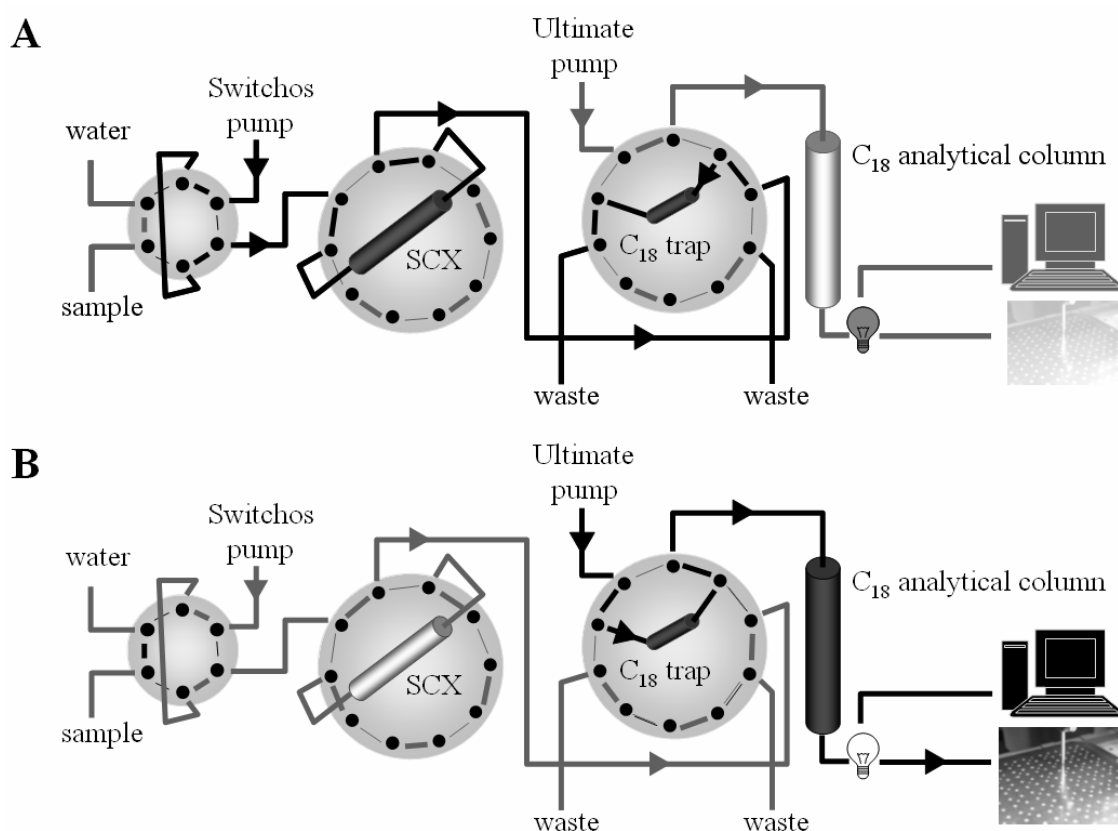 A
Ultimate
pump
Switchos
pump
water
C18 analytical column
SCX
C18 trap
sample
waste
waste
B
Ultimate
pump
Switchos
pump
water
C18 analytical column
SCX
C18 trap
sample
waste
waste